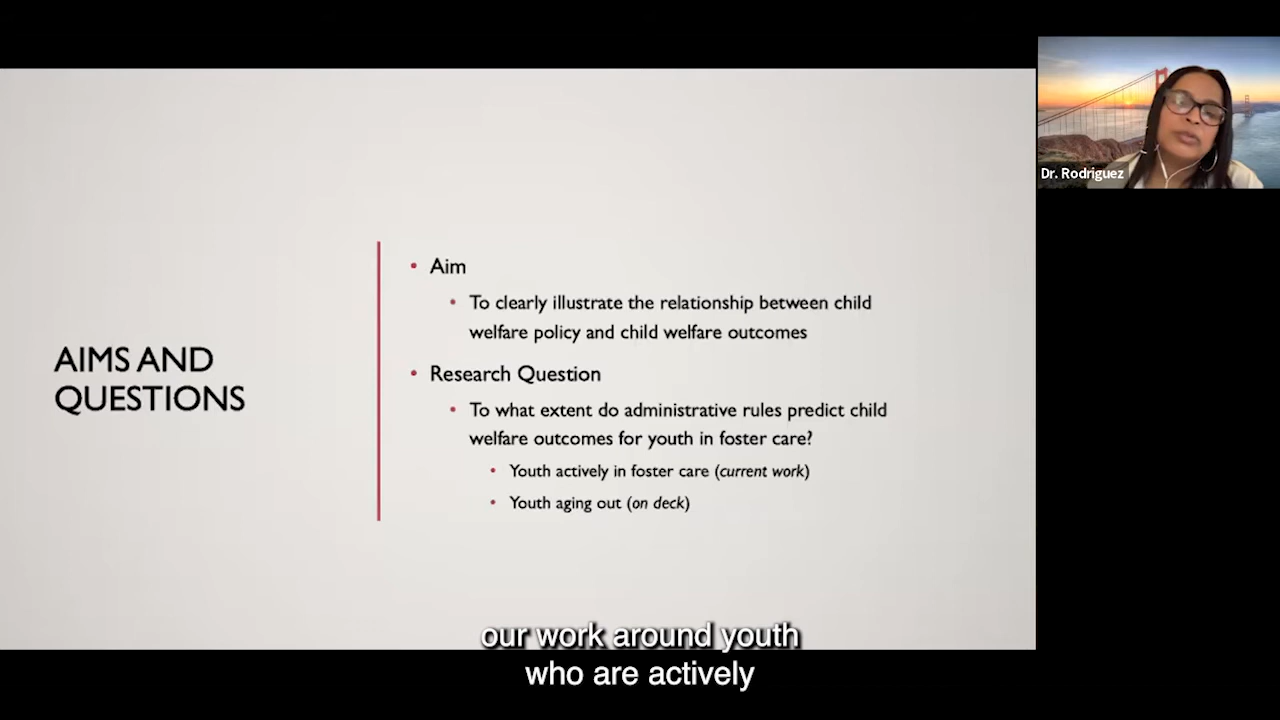 Dr. Rodriguez
AIMS AND
QUESTIONS
• Aim
• To clearly illustrate the relationship between child
welfare policy and child welfare outcomes
• Research Question
• To what extent do administrative rules predict child
welfare outcomes for youth in foster care?
• Youth actively in foster care (current work)
• Youth aging out (on deck)
our work around youth
who are actively